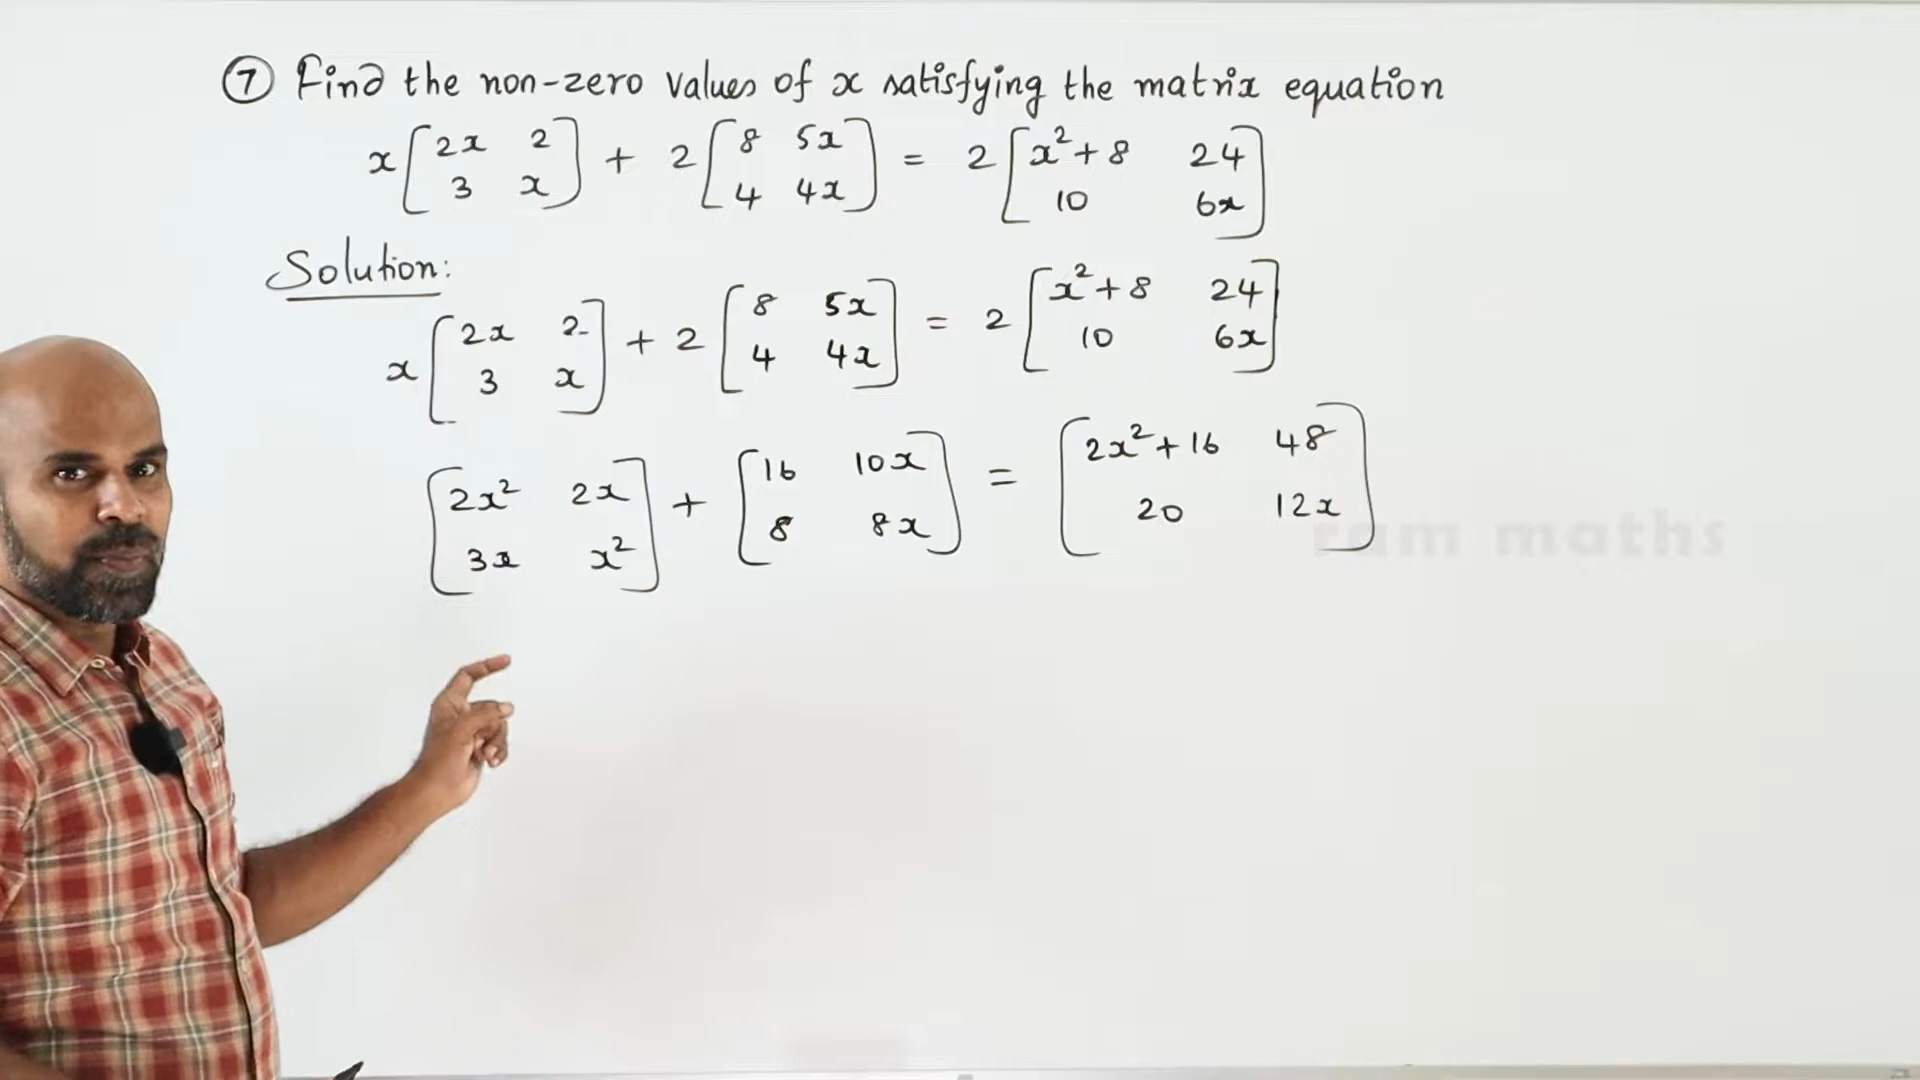 ⑦ Find the non-zero values of x satisfying the matrix equation
x [2x 2; 3 x] + 2 [8 5x; 4 4x] = 2 [x²+8 24; 10 6x]
Solution:
x [2x 2; 3 x] + 2 [8 5x; 4 4x] = 2 [x²+8 24; 10 6x]
[2x² 2x; 3x x²] + [16 10x; 8 8x] = [2x²+16 48; 20 12x]
ram maths